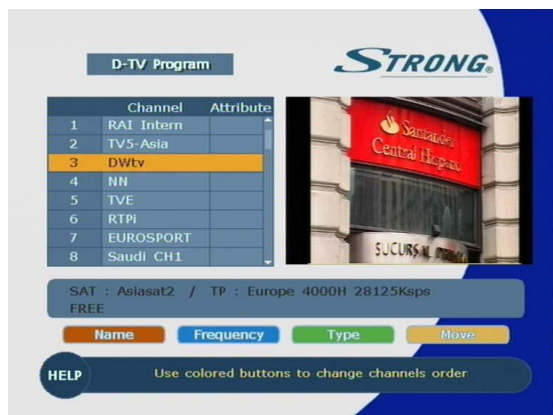 D-TV Program
STRONG®
Channel Attribute
1 RAI Intern
2 TV5-Asia
3 DWtv
4 NN
5 TVE
6 RTPi
7 EUROSPORT
8 Saudi CH1
Santander
Central Hispano
SUCURSAL
SAT : Asiasat2 / TP : Europe 4000H 28125Ksps
FREE
Name Frequency Type Move
HELP Use colored buttons to change channels order